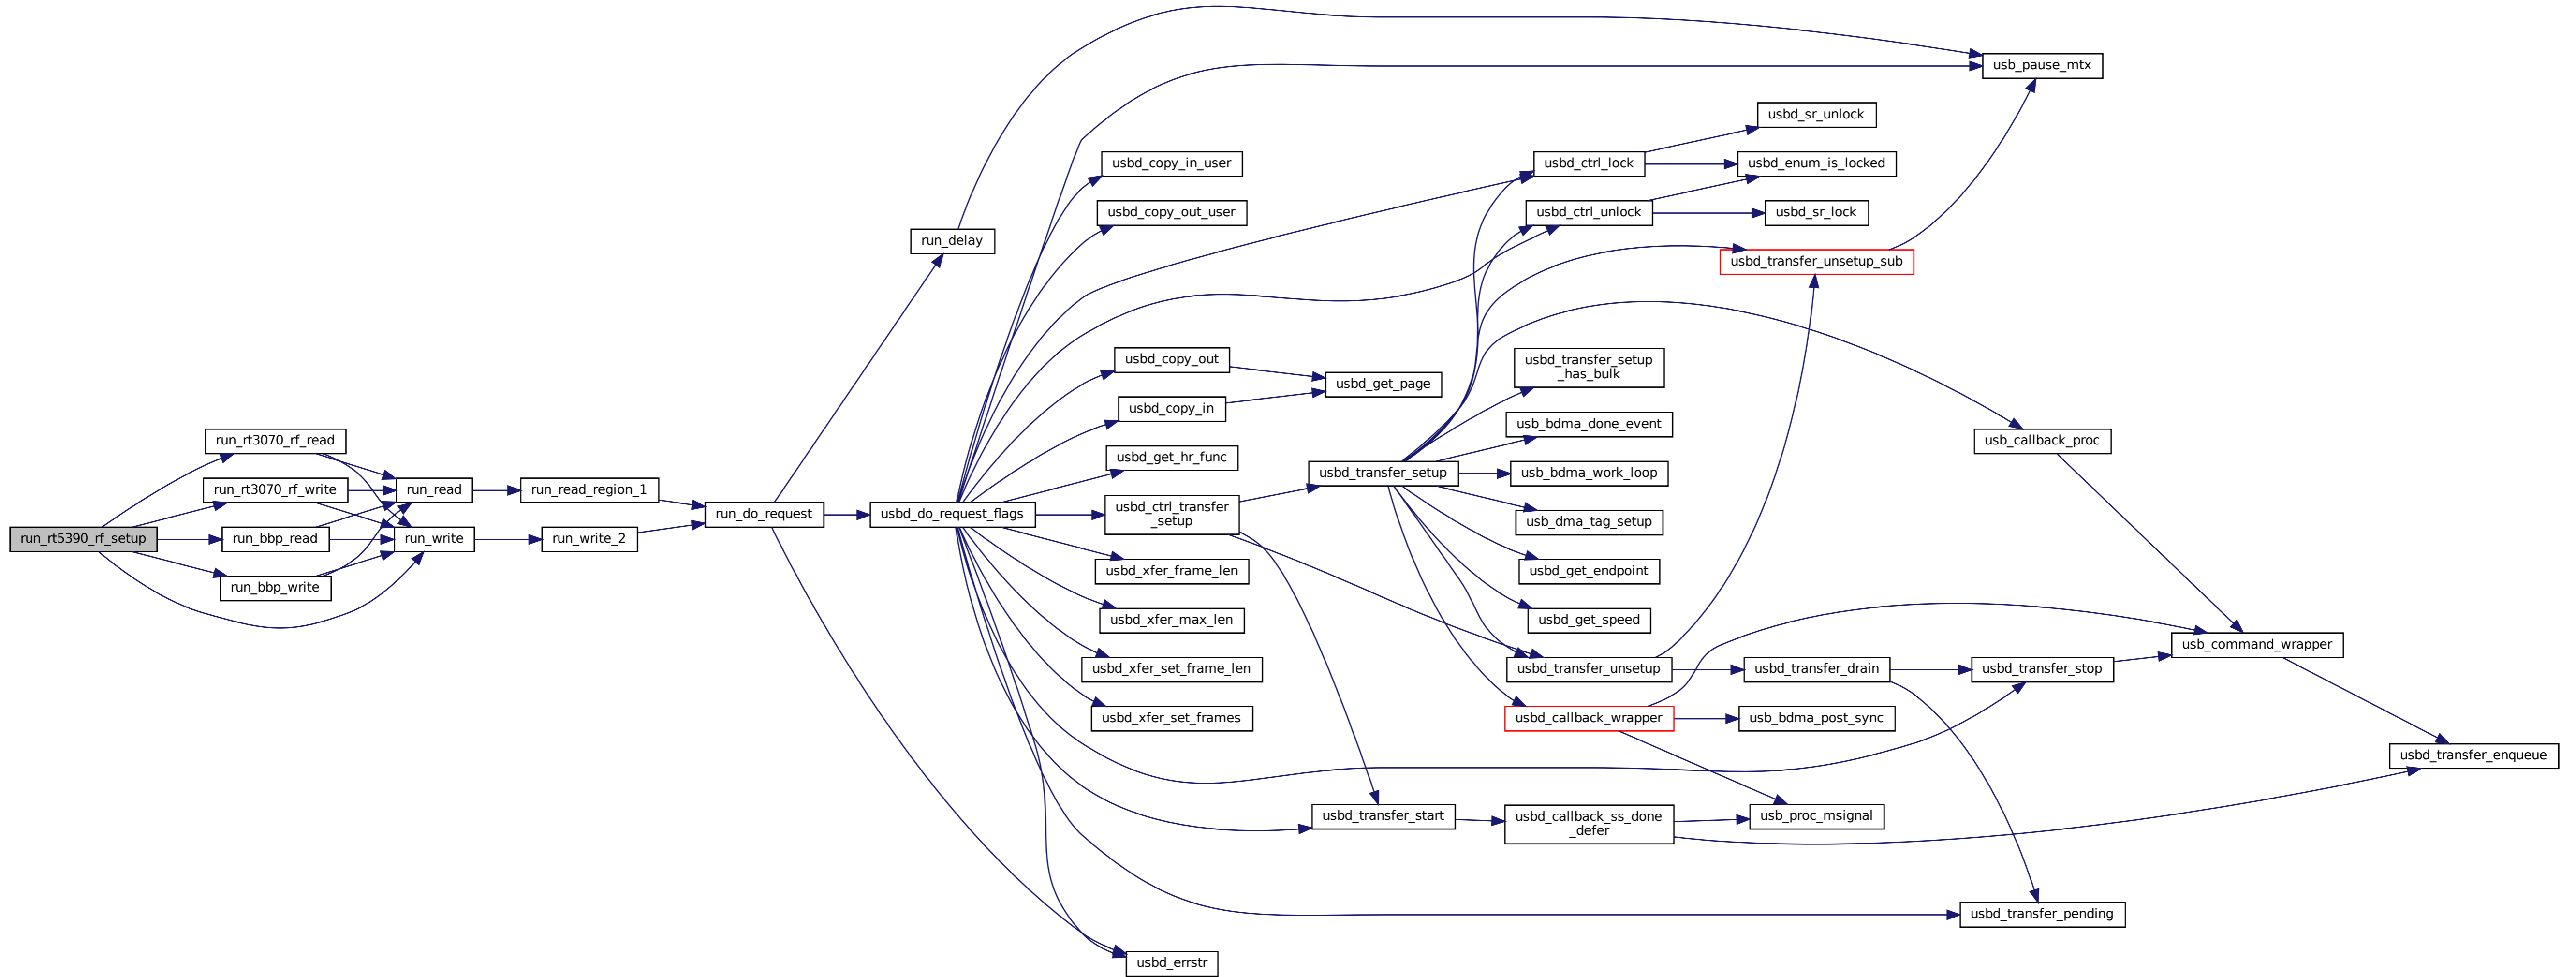 run_rt5390_rf_setup
run_rt3070_rf_read
run_rt3070_rf_write
run_bbp_read
run_bbp_write
run_read
run_write
run_read_region_1
run_write_2
run_do_request
run_delay
usbd_do_request_flags
usbd_errstr
usbd_copy_in_user
usbd_copy_out_user
usbd_copy_out
usbd_copy_in
usbd_get_hr_func
usbd_ctrl_transfer
_setup
usbd_xfer_frame_len
usbd_xfer_max_len
usbd_xfer_set_frame_len
usbd_xfer_set_frames
usbd_get_page
usbd_transfer_setup
usbd_transfer_start
usbd_ctrl_lock
usbd_ctrl_unlock
usbd_transfer_setup
_has_bulk
usb_bdma_done_event
usb_bdma_work_loop
usb_dma_tag_setup
usbd_get_endpoint
usbd_get_speed
usbd_transfer_unsetup
usbd_callback_wrapper
usbd_callback_ss_done
_defer
usbd_sr_unlock
usbd_enum_is_locked
usbd_sr_lock
usbd_transfer_unsetup_sub
usbd_transfer_drain
usb_bdma_post_sync
usb_proc_msignal
usb_pause_mtx
usb_callback_proc
usbd_transfer_stop
usbd_transfer_pending
usb_command_wrapper
usbd_transfer_enqueue